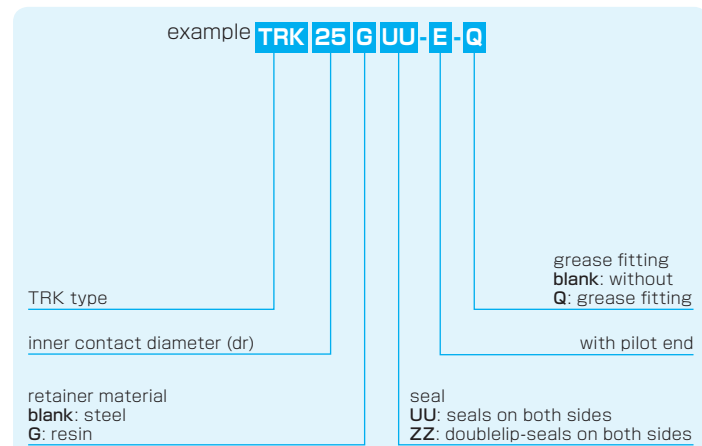 example TRK 25 G UU - E - Q
grease fitting
blank: without
Q: grease fitting
TRK type
inner contact diameter (dr)
with pilot end
retainer material
blank: steel
G: resin
seal
UU: seals on both sides
ZZ: doublelip-seals on both sides